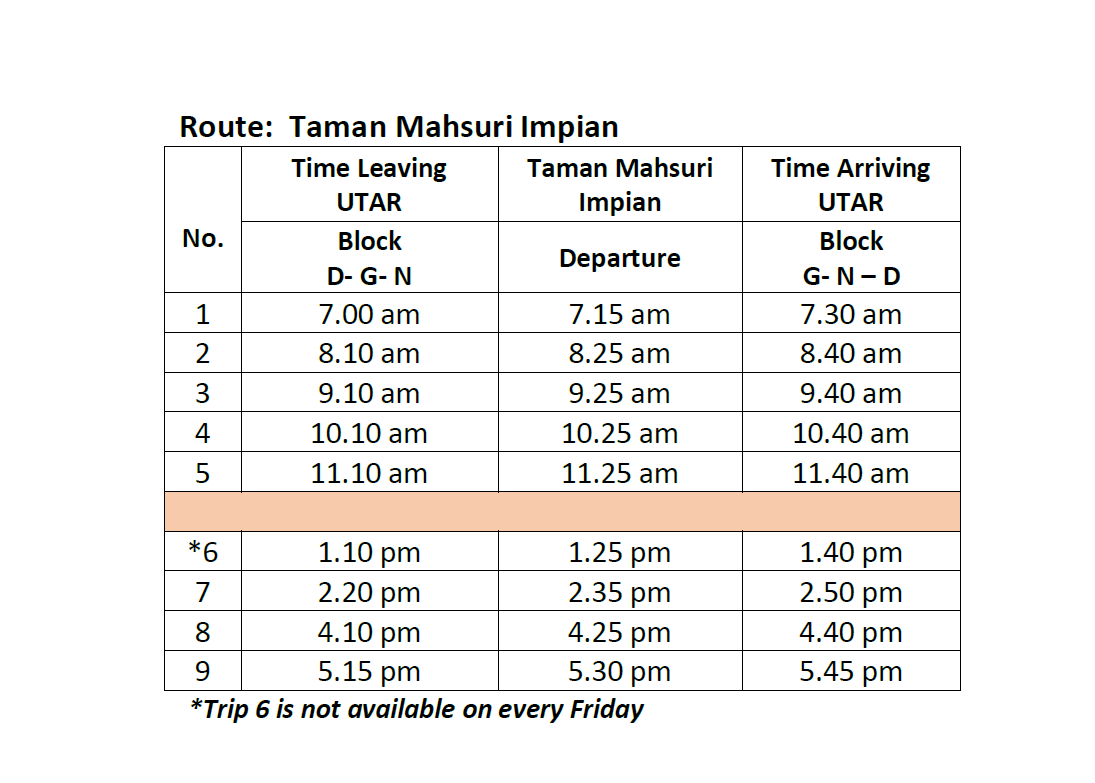 Route:  Taman Mahsuri Impian
No. | Time Leaving UTAR | Taman Mahsuri Impian | Time Arriving UTAR
Block D- G- N | Departure | Block G- N – D
1 7.00 am 7.15 am 7.30 am
2 8.10 am 8.25 am 8.40 am
3 9.10 am 9.25 am 9.40 am
4 10.10 am 10.25 am 10.40 am
5 11.10 am 11.25 am 11.40 am
*6 1.10 pm 1.25 pm 1.40 pm
7 2.20 pm 2.35 pm 2.50 pm
8 4.10 pm 4.25 pm 4.40 pm
9 5.15 pm 5.30 pm 5.45 pm
*Trip 6 is not available on every Friday